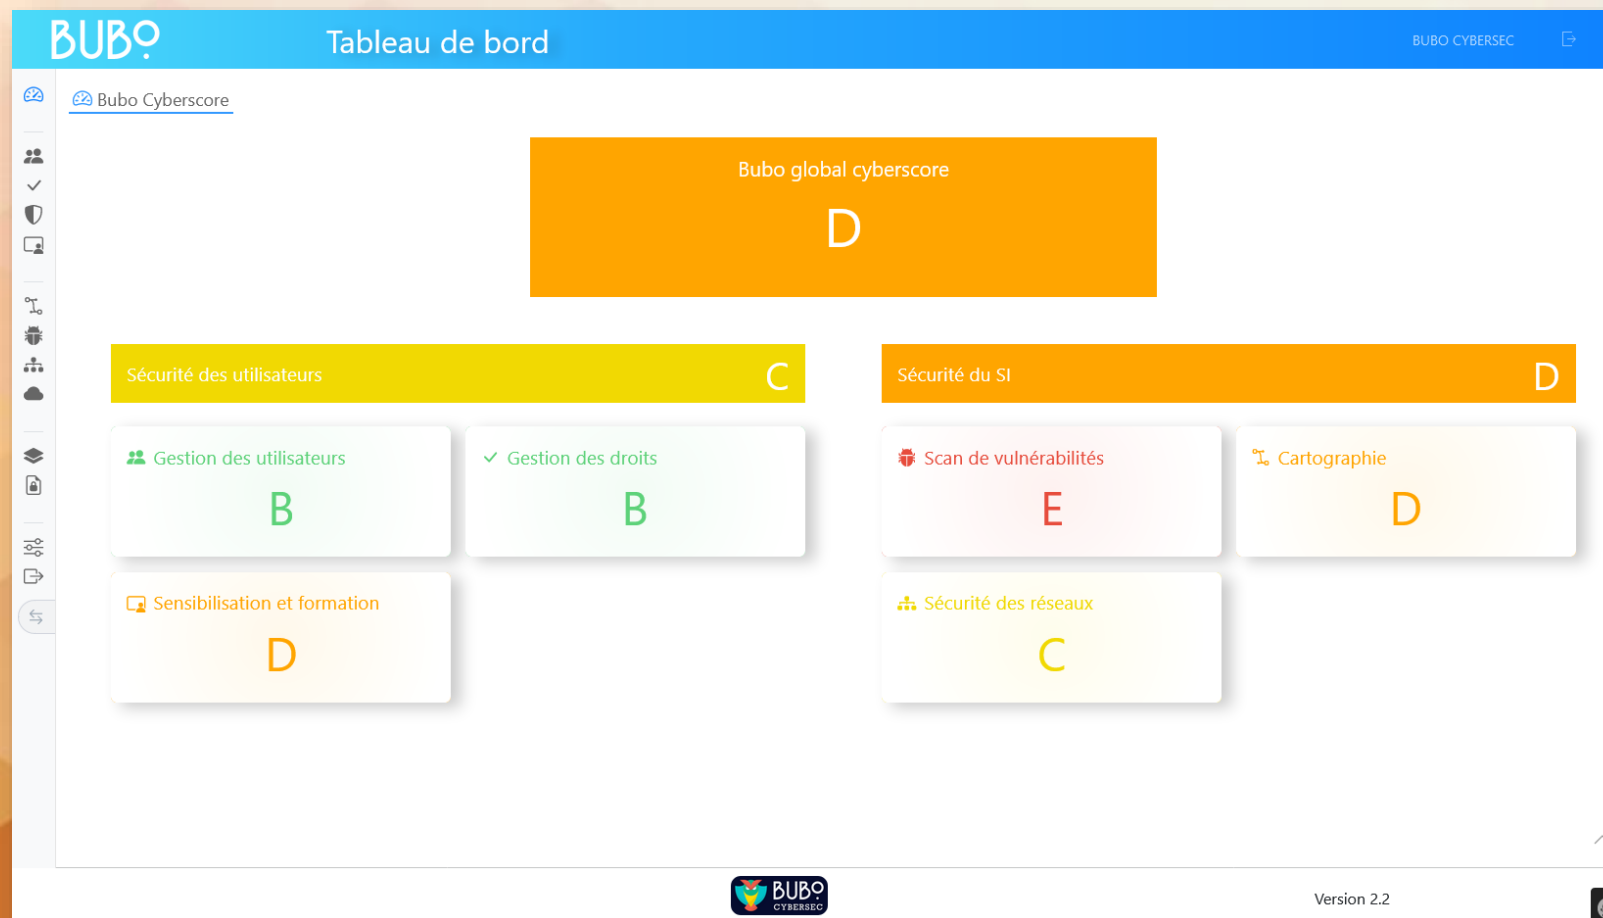 BUBO
Tableau de bord
BUBO CYBERSEC
Bubo Cyberscore
Bubo global cyberscore
D
Sécurité des utilisateurs
C
Sécurité du SI
D
Gestion des utilisateurs
B
Gestion des droits
B
Scan de vulnérabilités
E
Cartographie
D
Sensibilisation et formation
D
Sécurité des réseaux
C
BUBO
CYBERSEC
Version 2.2